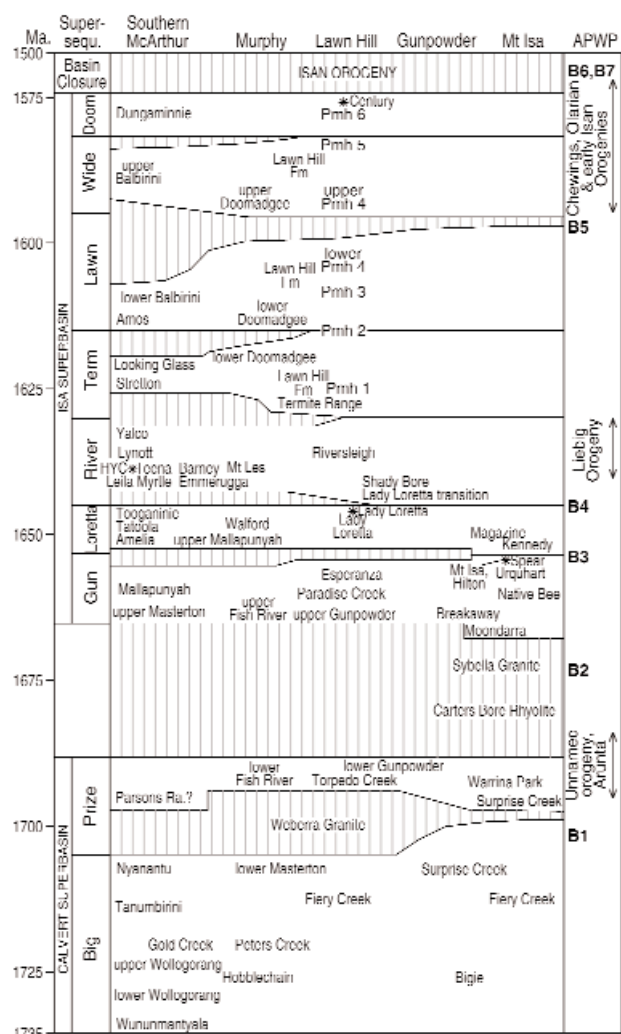 Ma. Super- sequ. Southern McArthur Murphy Lawn Hill Gunpowder Mt Isa APWP
1500
Basin Closure
ISAN OROGENY
B6,B7
1575
Doom
Dungaminnie
✱Century
Pmh 6
Wide
Pmh 5
upper Balbirini
Lawn Hill Fm
upper Doomadgee
upper Pmh 4
Chewings, Olarian & early Isan Orogenies
B5
1600
Lawn
lower
Lawn Hill Pmh 4
Fm
Pmh 3
lower Balbirini
Amos
lower Doomadgee
Pmh 2
ISA SUPERBASIN
Term
Looking Glass
lower Doomadgee
Stretton
Lawn Hill Fm
Pmh 1
1625
Termite Range
River
Yalco
Lynott
Riversleigh
HYC✱Teena Barney Mt Les
Leila Myrtle Emmerugga
Shady Bore
Lady Loretta transition
Liebig Orogeny
B4
Loretta
Tooganinie
Tatoola
Amelia
Walford
upper Mallapunyah
✱Lady Loretta
Lady Loretta
Magazine
Kennedy
1650
B3
Gun
✱Spear
Mt Isa, Hilton
Urquhart
Esperanza
Mallapunyah
Paradise Creek
Native Bee
upper Masterton
upper Fish River
upper Gunpowder
Breakaway
Moondarra
Sybella Granite
B2
1675
Carters Bore Rhyolite
Unnamed orogeny, Arunta
Prize
lower Fish River
lower Gunpowder
Torpedo Creek
Warrina Park
Parsons Ra.?
Surprise Creek
Weberra Granite
1700
B1
CALVERT SUPERBASIN
Big
Nyanantu
lower Masterton
Surprise Creek
Tanumbirini
Fiery Creek
Fiery Creek
Gold Creek
Peters Creek
upper Wollogorang
Hobblechain
Bigie
1725
lower Wollogorang
Wununmantyala
1735